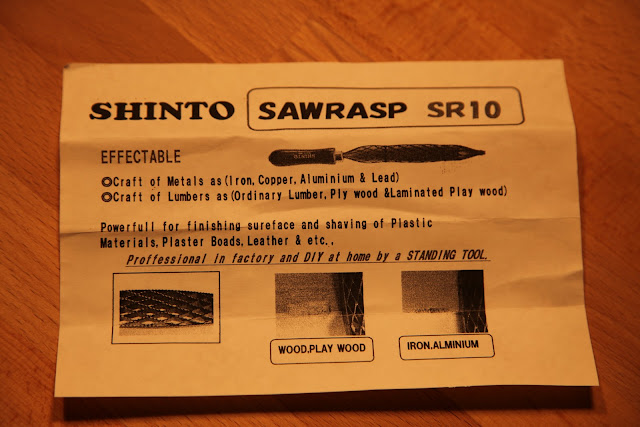 SHINTO SAWRASP SR10
EFFECTABLE
◎Craft of Metals as(Iron, Copper, Aluminium & Lead)
◎Craft of Lumbers as(Ordinary Lumber, Ply wood &Laminated Play wood)
Powerfull for finishing sureface and shaving of Plastic
Materials, Plaster Boads, Leather & etc.,
Proffessional in factory and DIY at home by a STANDING TOOL.
WOOD.PLAY WOOD
IRON.ALMINIUM